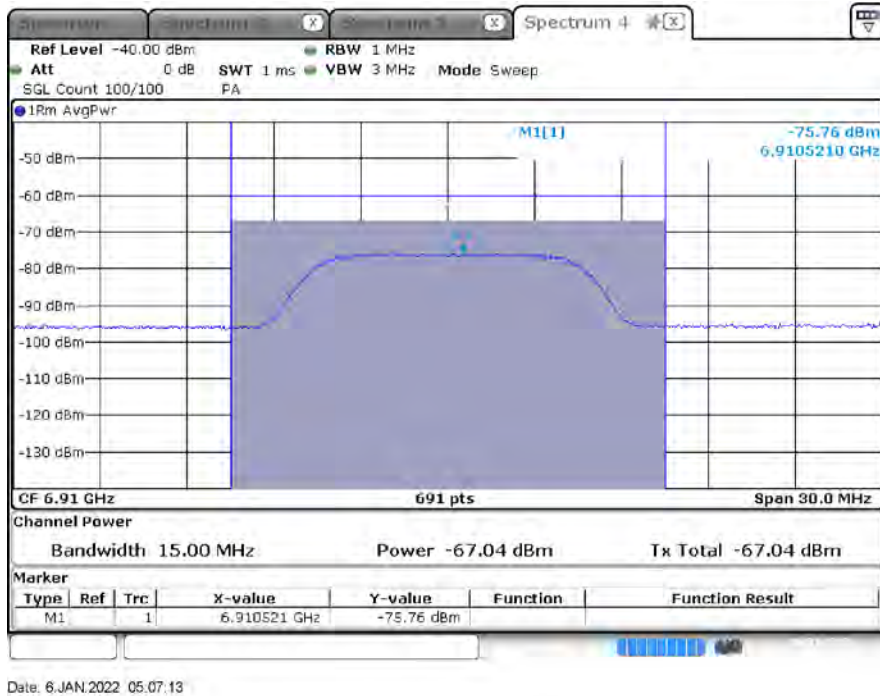 Spectrum 4
Ref Level -40.00 dBm RBW 1 MHz
Att 0 dB SWT 1 ms VBW 3 MHz Mode Sweep
SGL Count 100/100 PA
1Rm AvgPwr
M1[1] -75.76 dBm
6.9105210 GHz
-50 dBm
-60 dBm
-70 dBm
-80 dBm
-90 dBm
-100 dBm
-110 dBm
-120 dBm
-130 dBm
CF 6.91 GHz 691 pts Span 30.0 MHz
Channel Power
Bandwidth 15.00 MHz Power -67.04 dBm Tx Total -67.04 dBm
Marker
Type Ref Trc X-value Y-value Function Function Result
M1 1 6.910521 GHz -75.76 dBm
Date: 6.JAN.2022 05:07:13